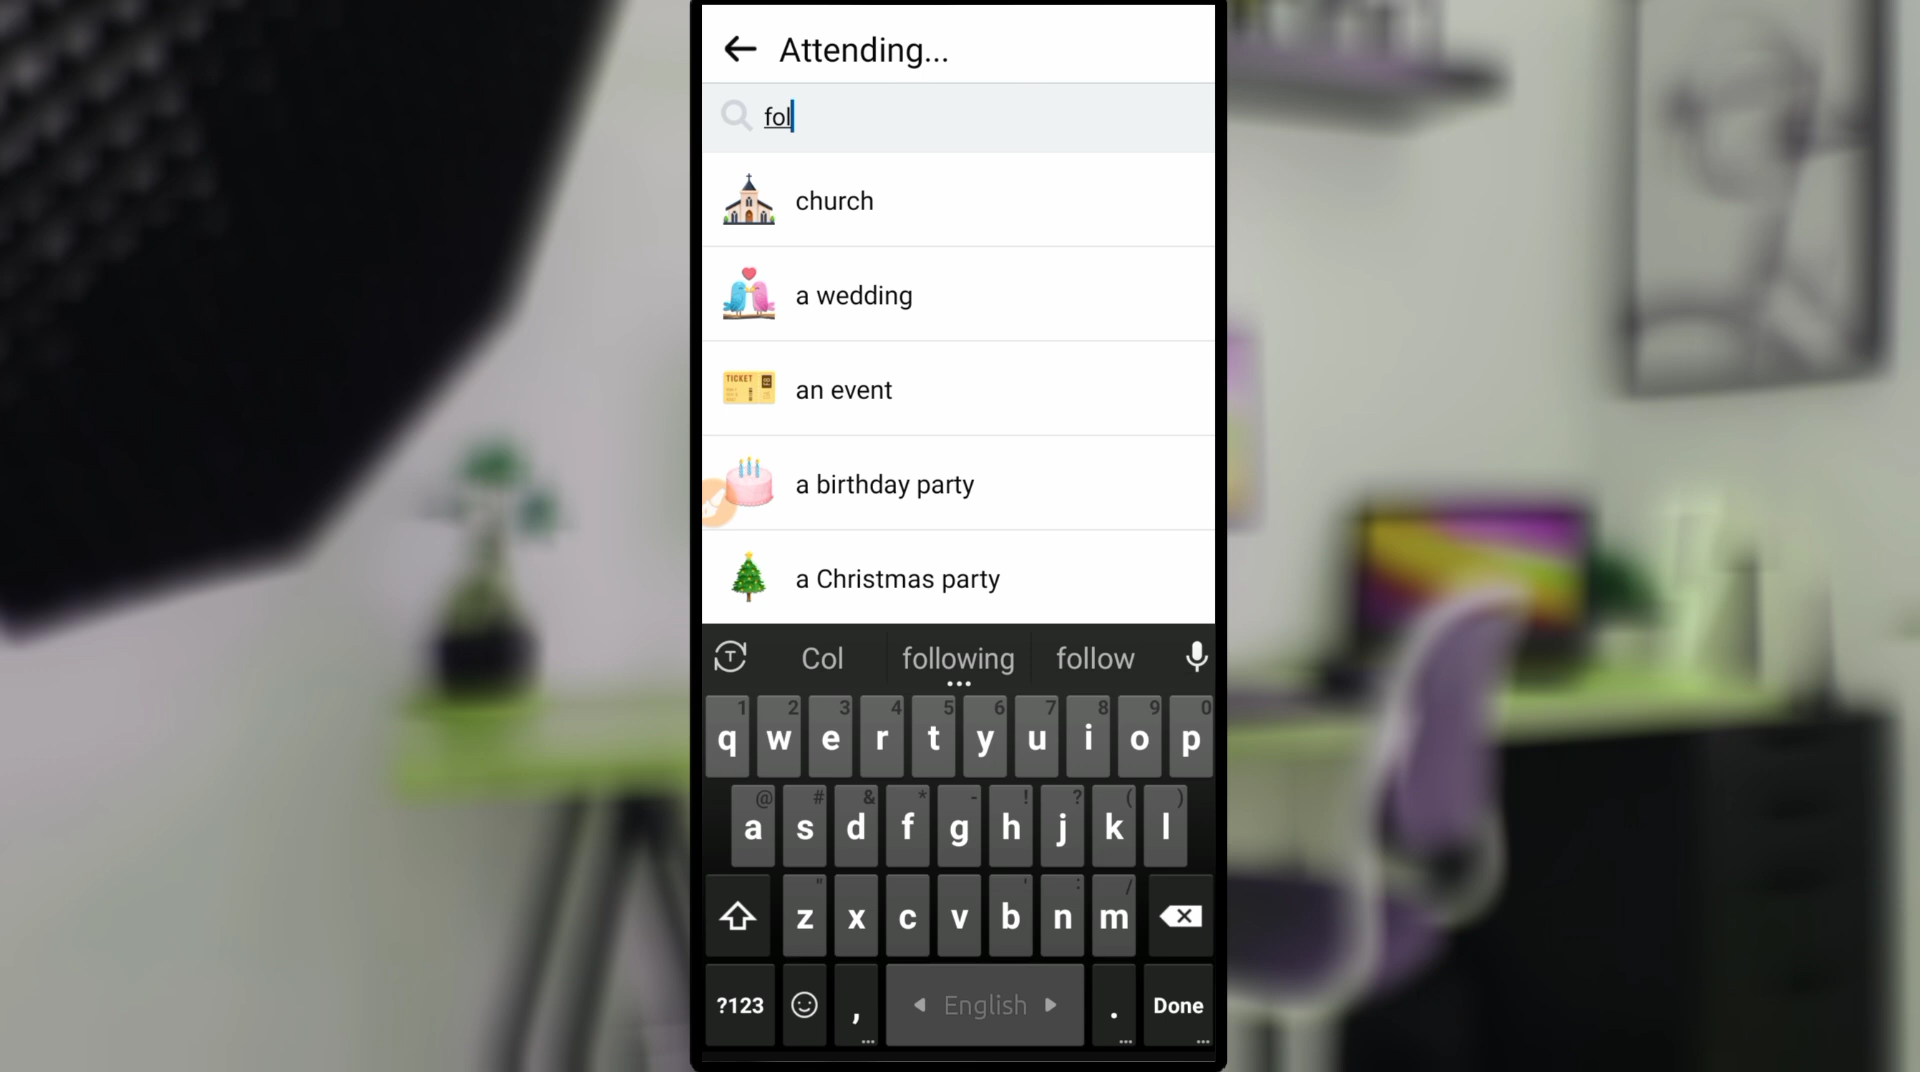 Attending...
fol
church
a wedding
TICKET
an event
a birthday party
a Christmas party
T
Col following follow
...
1 2 3 4 5 6 7 8 9 0
q w e r t y u i o p
@ # & * - ! ? ( )
a s d f g h j k l
" ' : /
z x c v b n m
?123 , English . Done
... ... ...